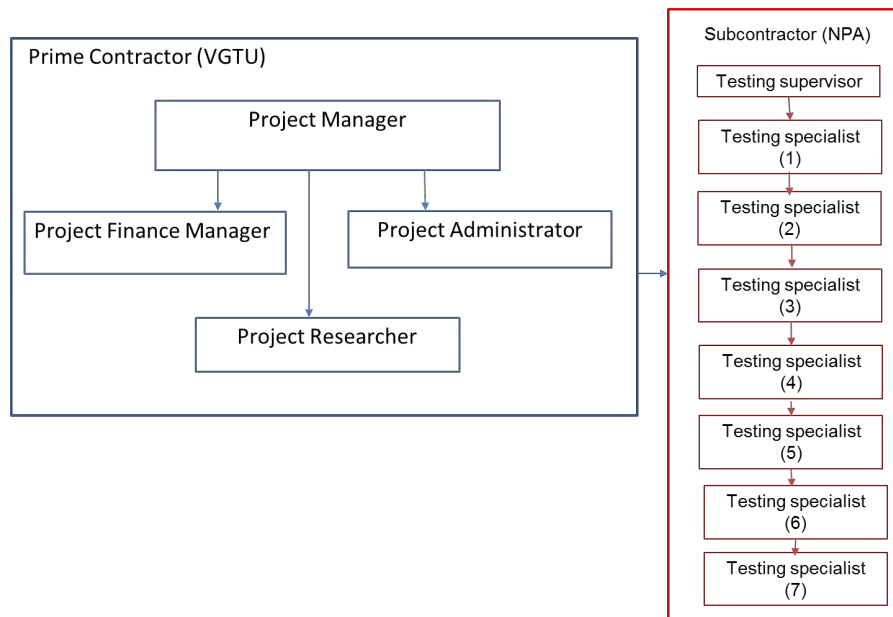 Prime Contractor (VGTU)
Project Manager
Project Finance Manager
Project Administrator
Project Researcher
Subcontractor (NPA)
Testing supervisor
Testing specialist
(1)
Testing specialist
(2)
Testing specialist
(3)
Testing specialist
(4)
Testing specialist
(5)
Testing specialist
(6)
Testing specialist
(7)